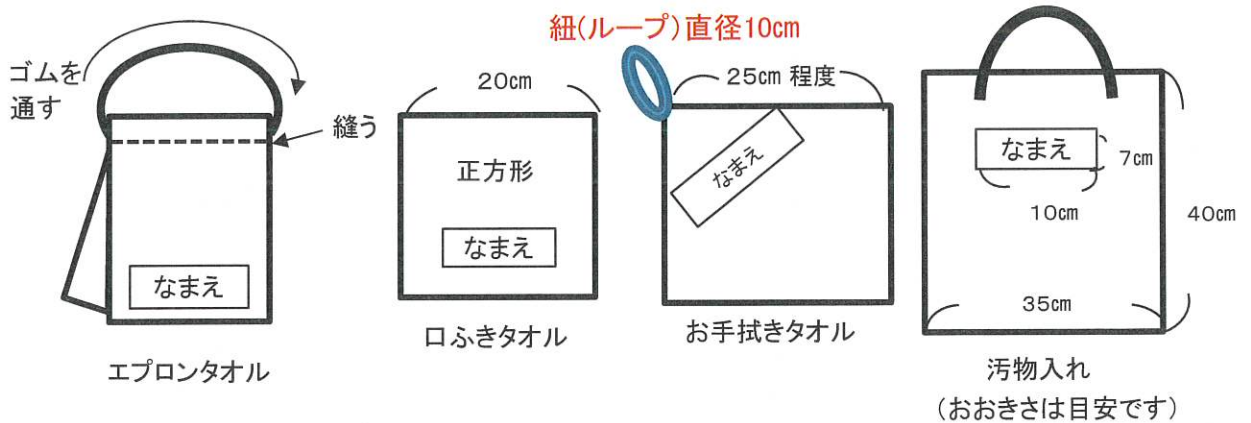 紐(ループ)直径10cm
ゴムを
通す
縫う
なまえ
エプロンタオル
20cm
正方形
なまえ
口ふきタオル
25cm 程度
なまえ
お手拭きタオル
なまえ
7cm
10cm
40cm
35cm
汚物入れ
(おおきさは目安です)